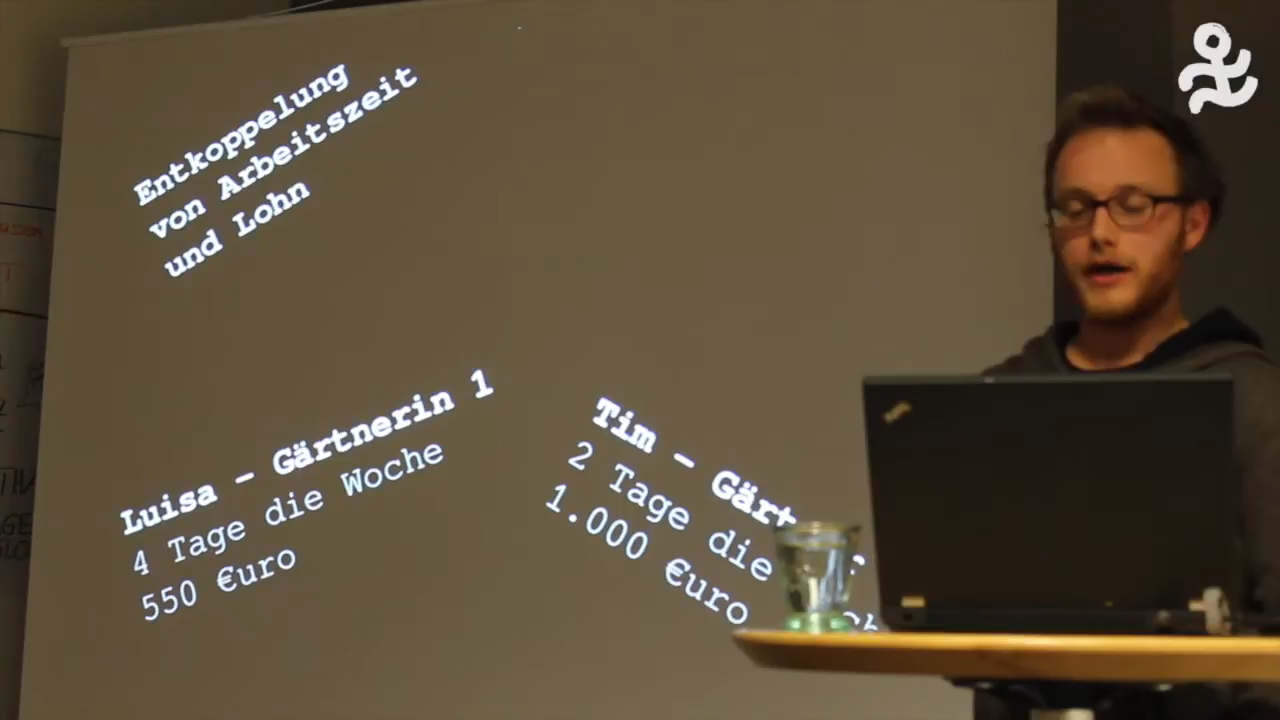 Entkoppelung
von Arbeitszeit
und Lohn
Luisa - Gärtnerin 1
4 Tage die Woche
550 €uro
Tim - Gärt
2 Tage die
1.000 €uro